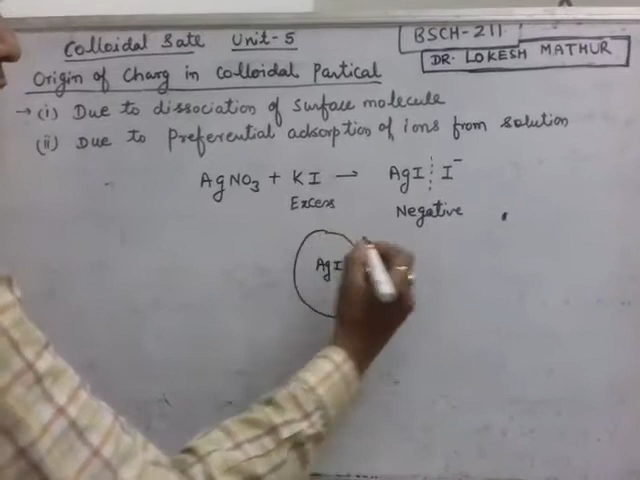 Colloidal Sate Unit-5
BSCH-211
DR. LOKESH MATHUR
Origin of Charg in Colloidal Partical
→ (i) Due to dissociation of surface molecule
(ii) Due to Preferential adsorption of ions from solution
AgNO₃ + KI → AgI ⋮ I⁻
Excess Negative
AgI